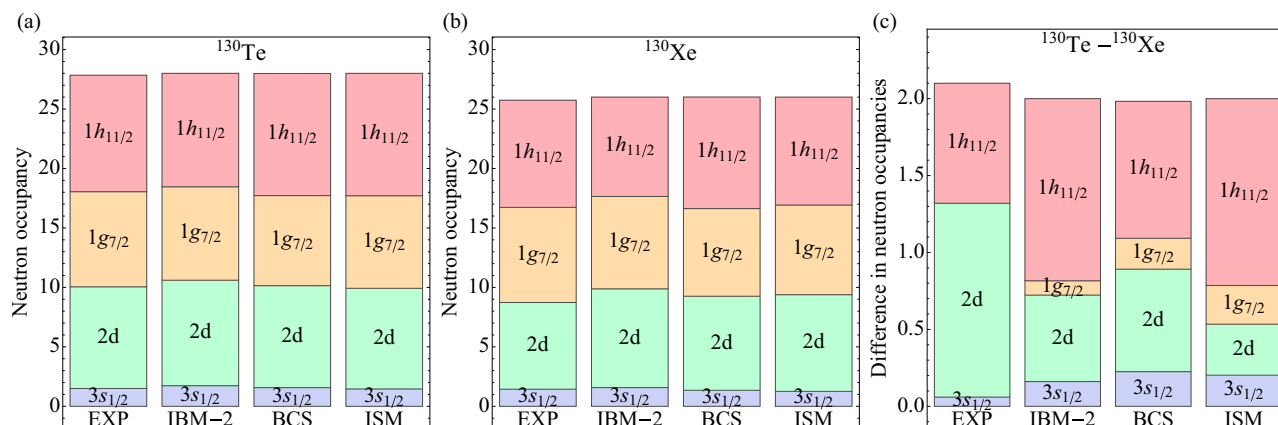 (a)
¹³⁰Te
Neutron occupancy
30
25
20
15
10
5
0
1h₁₁/₂
1h₁₁/₂
1h₁₁/₂
1h₁₁/₂
1g₇/₂
1g₇/₂
1g₇/₂
1g₇/₂
2d
2d
2d
2d
3s₁/₂
3s₁/₂
3s₁/₂
3s₁/₂
EXP IBM−2 BCS ISM
(b)
¹³⁰Xe
Neutron occupancy
30
25
20
15
10
5
0
1h₁₁/₂
1h₁₁/₂
1h₁₁/₂
1h₁₁/₂
1g₇/₂
1g₇/₂
1g₇/₂
1g₇/₂
2d
2d
2d
2d
3s₁/₂
3s₁/₂
3s₁/₂
3s₁/₂
EXP IBM−2 BCS ISM
(c)
¹³⁰Te −¹³⁰Xe
Difference in neutron occupancies
2.0
1.5
1.0
0.5
0.0
1h₁₁/₂
1h₁₁/₂
1h₁₁/₂
1h₁₁/₂
1g₇/₂
1g₇/₂
1g₇/₂
2d
2d
2d
2d
3s₁/₂
3s₁/₂
3s₁/₂
3s₁/₂
EXP IBM−2 BCS ISM